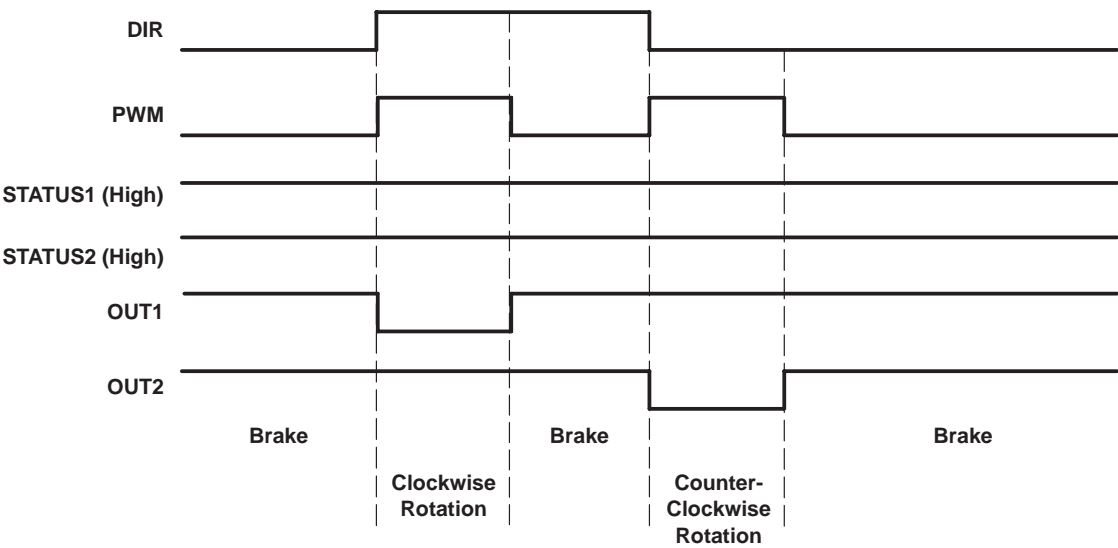 DIR
PWM
STATUS1 (High)
STATUS2 (High)
OUT1
OUT2
Brake
Brake
Brake
Clockwise
Rotation
Counter-
Clockwise
Rotation